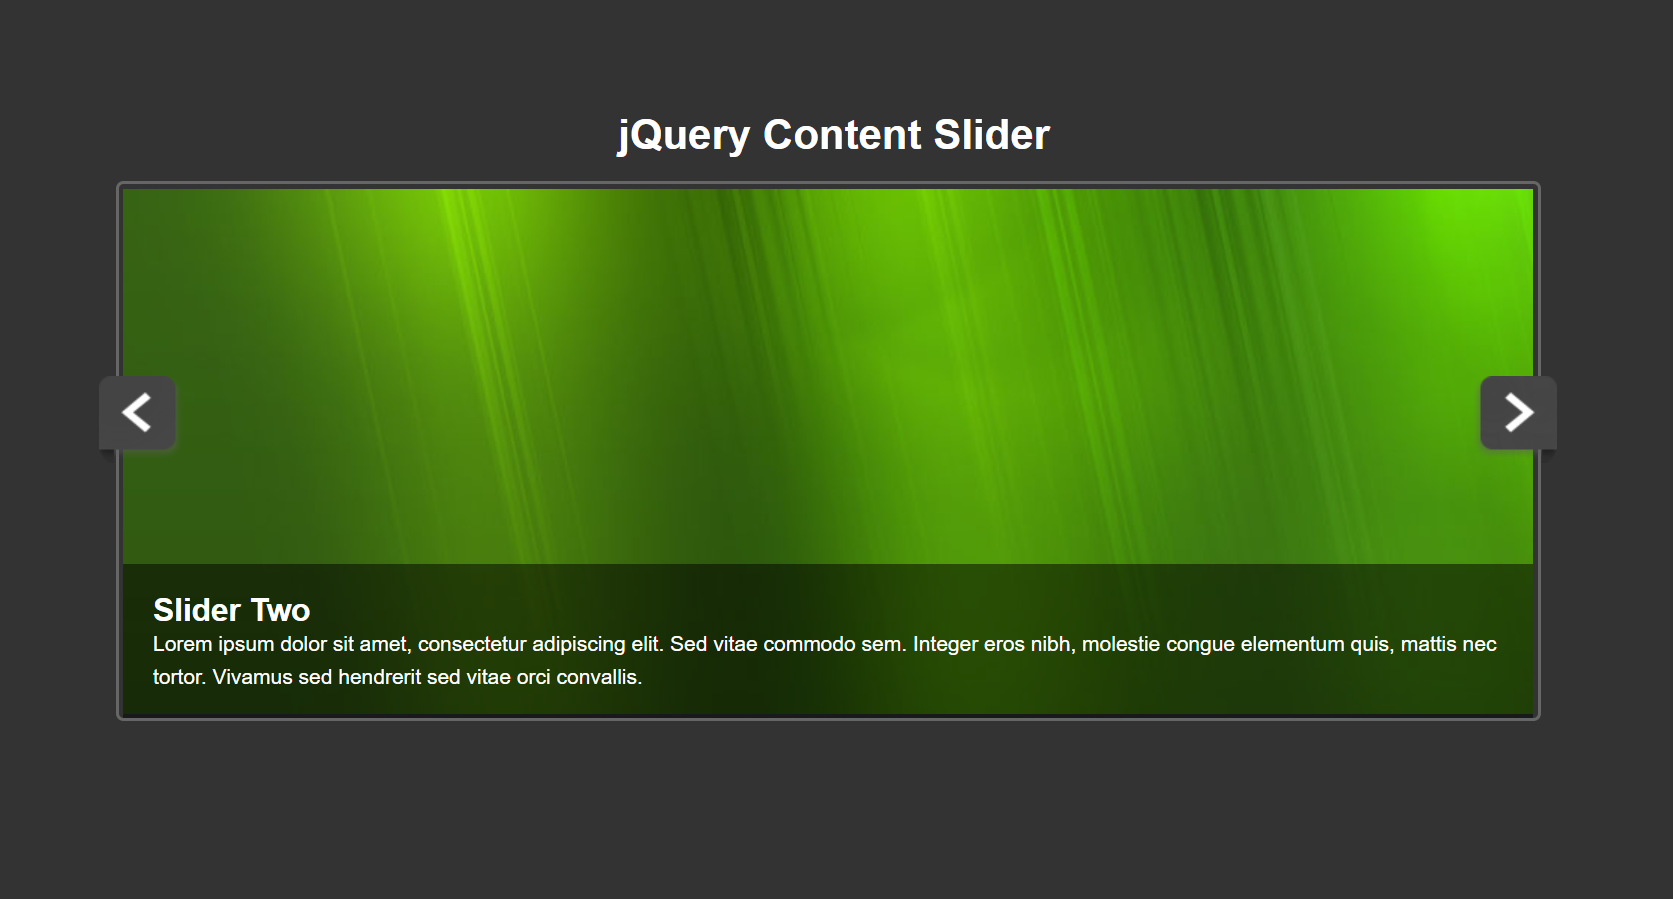 jQuery Content Slider
Slider Two
Lorem ipsum dolor sit amet, consectetur adipiscing elit. Sed vitae commodo sem. Integer eros nibh, molestie congue elementum quis, mattis nec
tortor. Vivamus sed hendrerit sed vitae orci convallis.